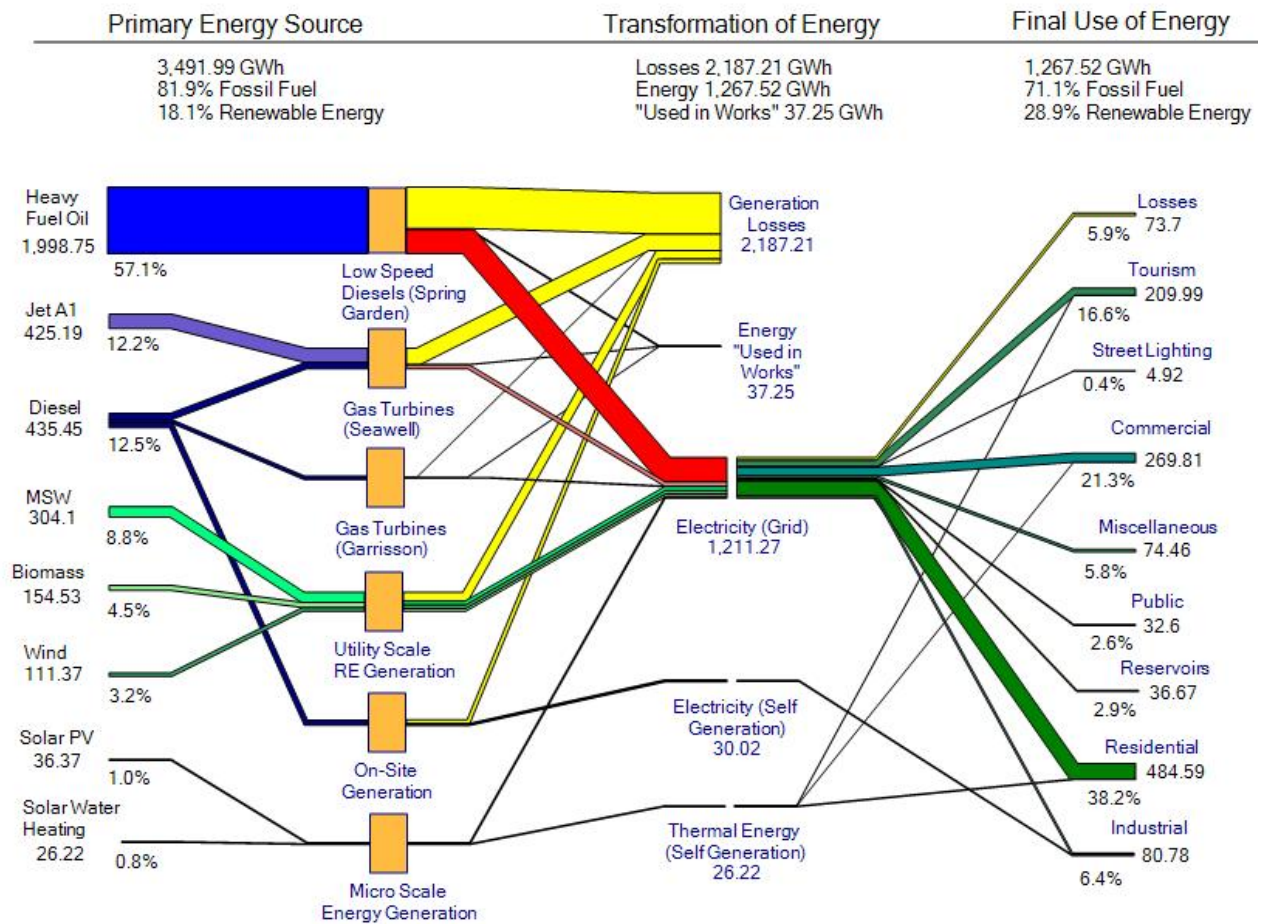 Primary Energy Source
Transformation of Energy
Final Use of Energy
3,491.99 GWh
81.9% Fossil Fuel
18.1% Renewable Energy
Losses 2,187.21 GWh
Energy 1,267.52 GWh
"Used in Works" 37.25 GWh
1,267.52 GWh
71.1% Fossil Fuel
28.9% Renewable Energy
Heavy
Fuel Oil
1,998.75
57.1%
Jet A1
425.19
12.2%
Diesel
435.45
12.5%
MSW
304.1
8.8%
Biomass
154.53
4.5%
Wind
111.37
3.2%
Solar PV
36.37
1.0%
Solar Water
Heating
26.22
0.8%
Low Speed
Diesels (Spring
Garden)
Gas Turbines
(Seawell)
Gas Turbines
(Garrisson)
Utility Scale
RE Generation
On-Site
Generation
Micro Scale
Energy Generation
Generation
Losses
2,187.21
Energy
"Used in
Works"
37.25
Electricity (Grid)
1,211.27
Electricity (Self
Generation)
30.02
Thermal Energy
(Self Generation)
26.22
Losses
73.7
5.9%
Tourism
209.99
16.6%
Street Lighting
4.92
0.4%
Commercial
269.81
21.3%
Miscellaneous
74.46
5.8%
Public
32.6
2.6%
Reservoirs
36.67
2.9%
Residential
484.59
38.2%
Industrial
80.78
6.4%